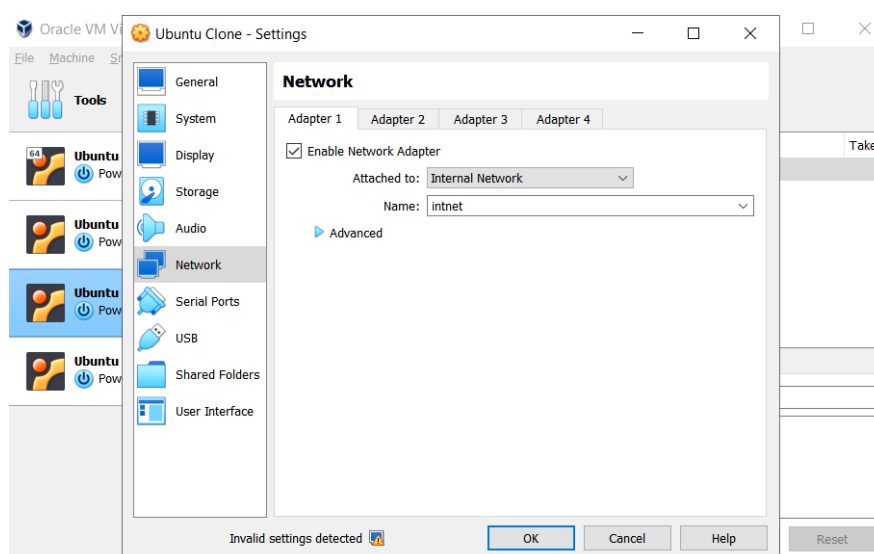 Oracle VM Vi
File Machine Sn
Tools
64
Ubuntu
Pow
Ubuntu
Pow
Ubuntu
Pow
Ubuntu
Pow
Ubuntu Clone - Settings
General
System
Display
Storage
Audio
Network
Serial Ports
USB
Shared Folders
User Interface
Network
Adapter 1 Adapter 2 Adapter 3 Adapter 4
Enable Network Adapter
Attached to: Internal Network
Name: intnet
Advanced
Invalid settings detected
OK Cancel Help
Take
Reset